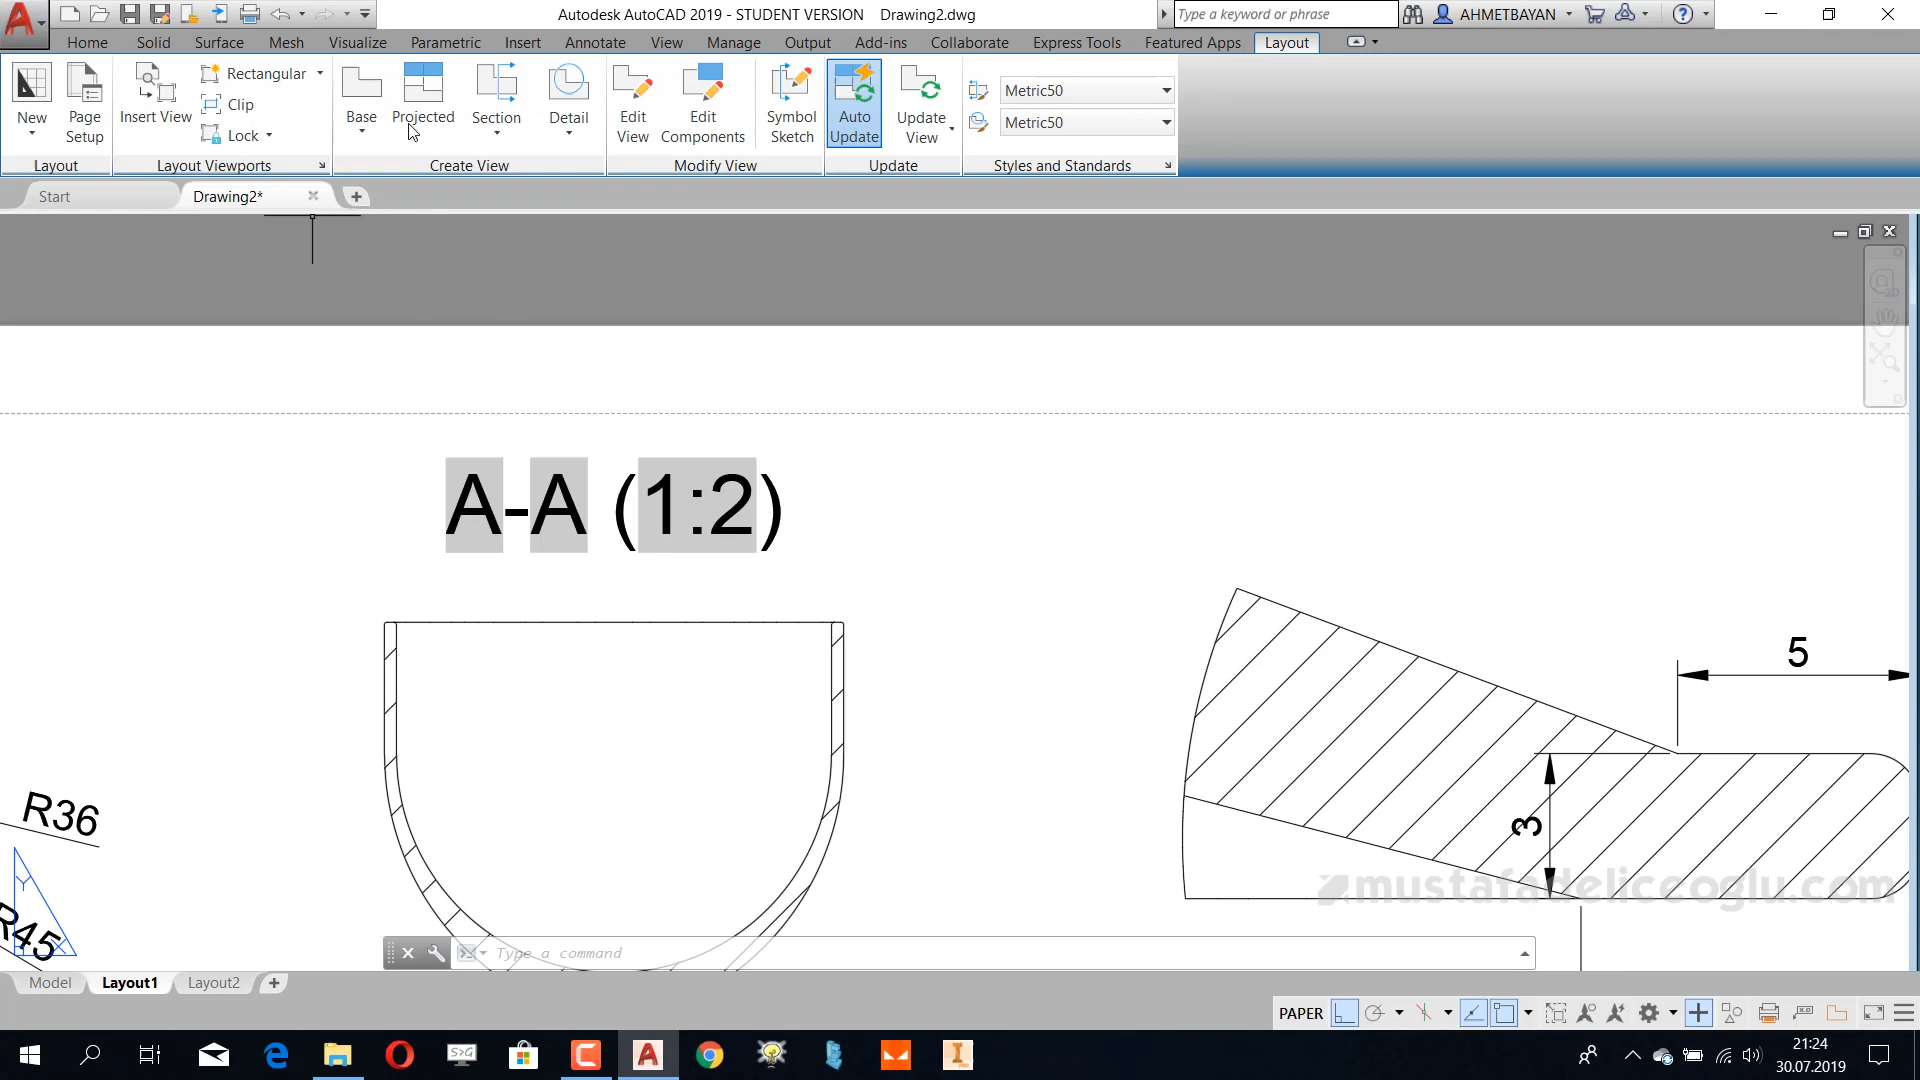 Autodesk AutoCAD 2019 - STUDENT VERSION Drawing2.dwg
Type a keyword or phrase
AHMETBAYAN
Home Solid Surface Mesh Visualize Parametric Insert Annotate View Manage Output Add-ins Collaborate Express Tools Featured Apps Layout
New
Page Setup
Insert View
Rectangular
Clip
Lock
Base
Projected
Section
Detail
Edit View
Edit Components
Symbol Sketch
Auto Update
Update View
Metric50
Metric50
Layout Layout Viewports Create View Modify View Update Styles and Standards
Start Drawing2*
A-A (1:2)
5
3
R36
R45
Y
X
mustafadeliceoglu.com
Type a command
Model Layout1 Layout2
PAPER
S>G
21:24
30.07.2019